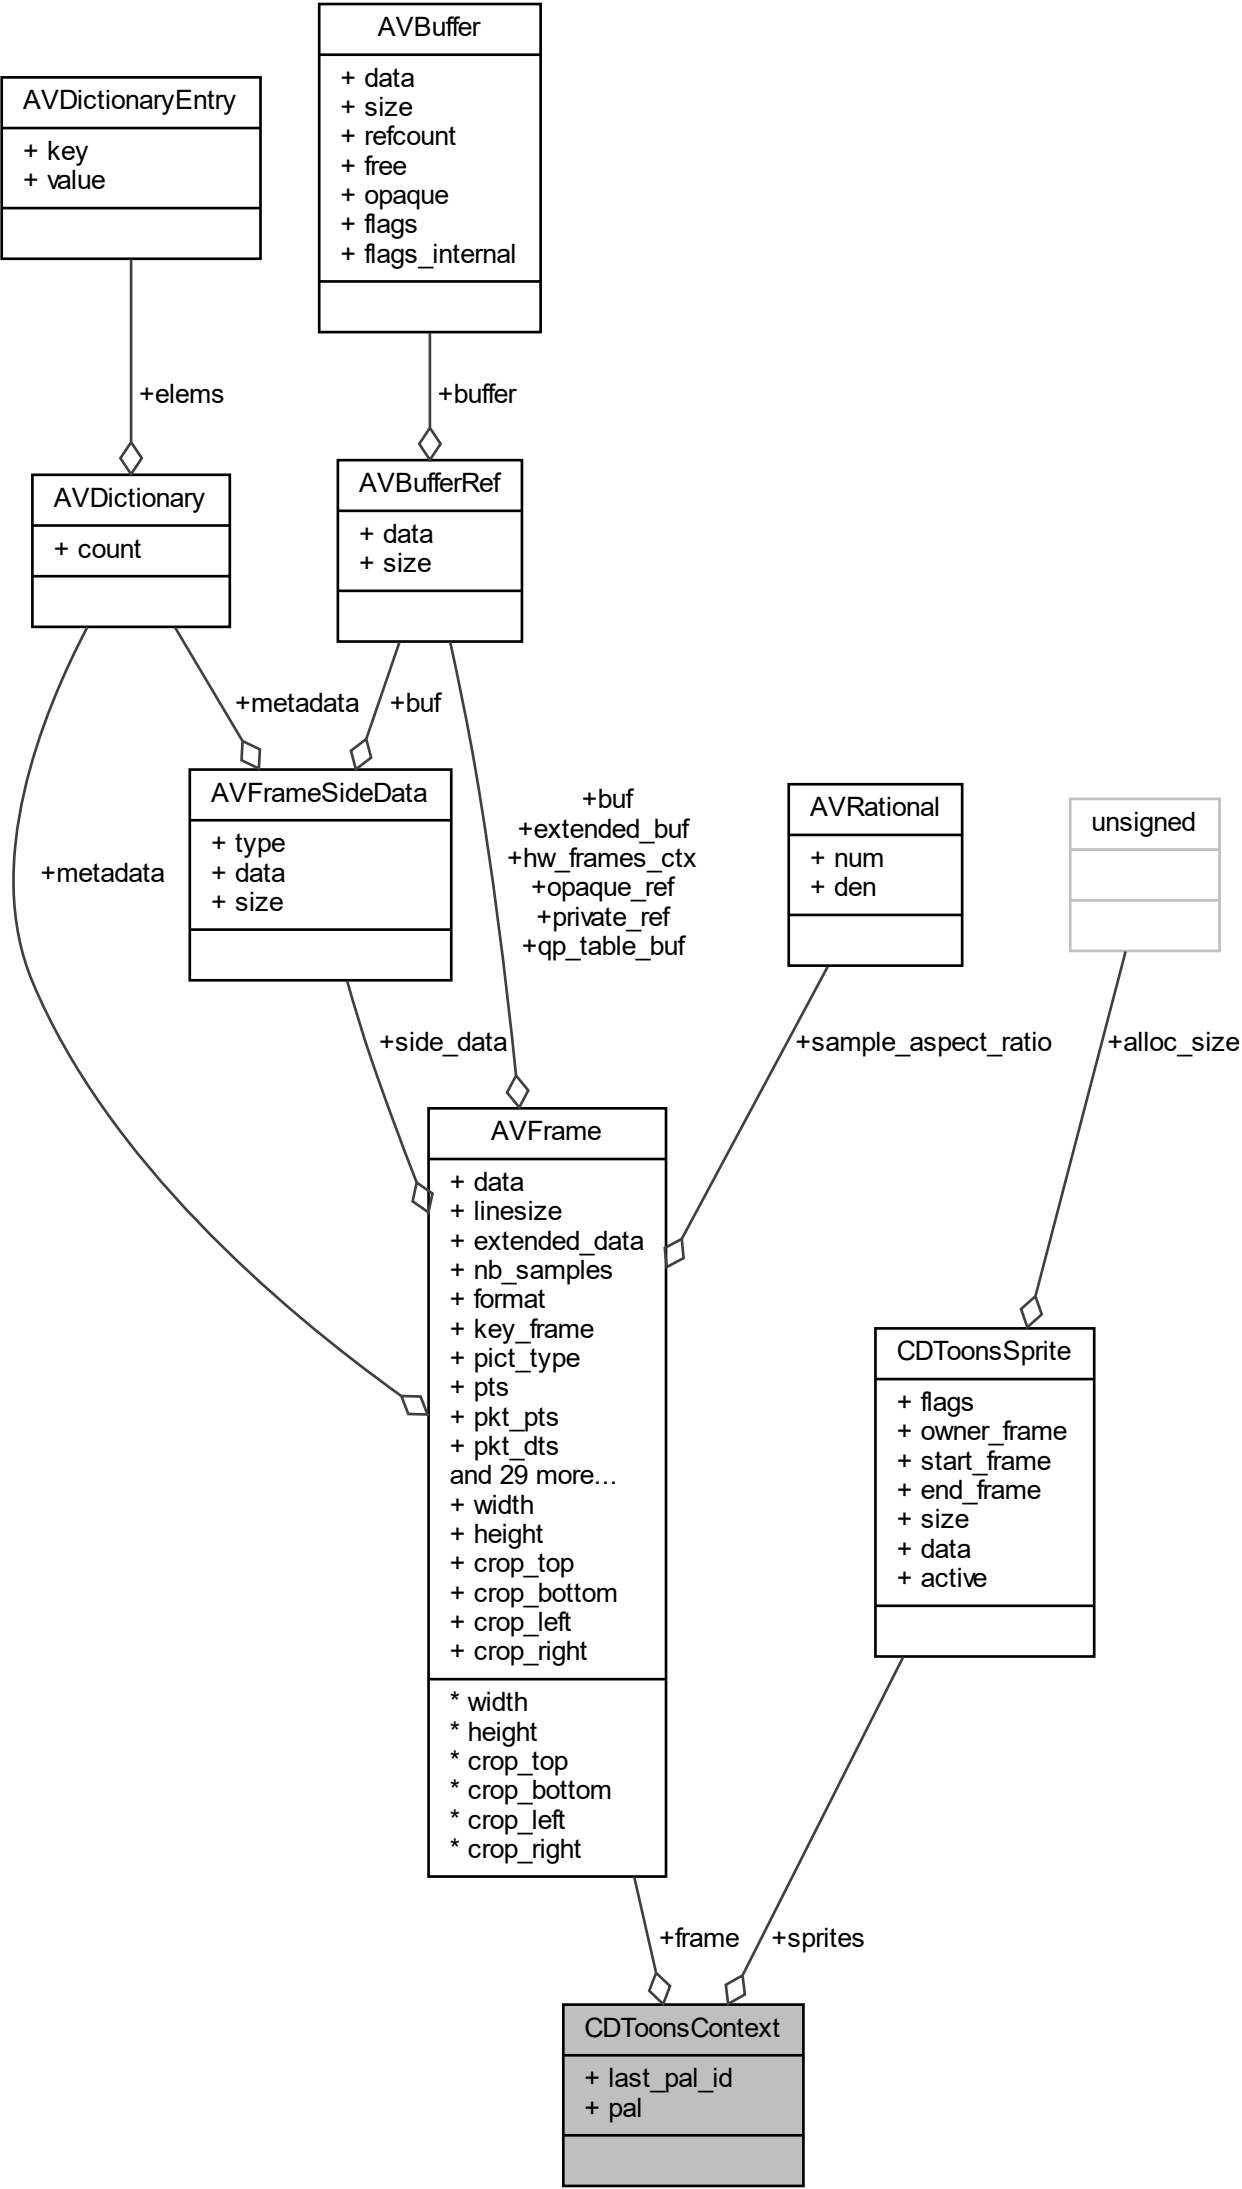 AVBuffer
+ data
+ size
+ refcount
+ free
+ opaque
+ flags
+ flags_internal
AVDictionaryEntry
+ key
+ value
+elems
+buffer
AVDictionary
+ count
AVBufferRef
+ data
+ size
+metadata
+buf
AVFrameSideData
+ type
+ data
+ size
+metadata
+buf
+extended_buf
+hw_frames_ctx
+opaque_ref
+private_ref
+qp_table_buf
AVRational
+ num
+ den
unsigned
+side_data
+sample_aspect_ratio
+alloc_size
AVFrame
+ data
+ linesize
+ extended_data
+ nb_samples
+ format
+ key_frame
+ pict_type
+ pts
+ pkt_pts
+ pkt_dts
and 29 more...
+ width
+ height
+ crop_top
+ crop_bottom
+ crop_left
+ crop_right
* width
* height
* crop_top
* crop_bottom
* crop_left
* crop_right
CDToonsSprite
+ flags
+ owner_frame
+ start_frame
+ end_frame
+ size
+ data
+ active
+frame
+sprites
CDToonsContext
+ last_pal_id
+ pal